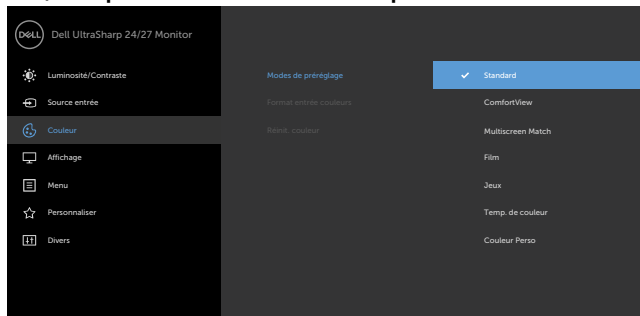 DELL
Dell UltraSharp 24/27 Monitor
Luminosité/Contraste
Modes de préréglage
Standard
Source entrée
Format entrée couleurs
ComfortView
Couleur
Réinit. couleur
Multiscreen Match
Affichage
Film
Menu
Jeux
Personnaliser
Temp. de couleur
Divers
Couleur Perso